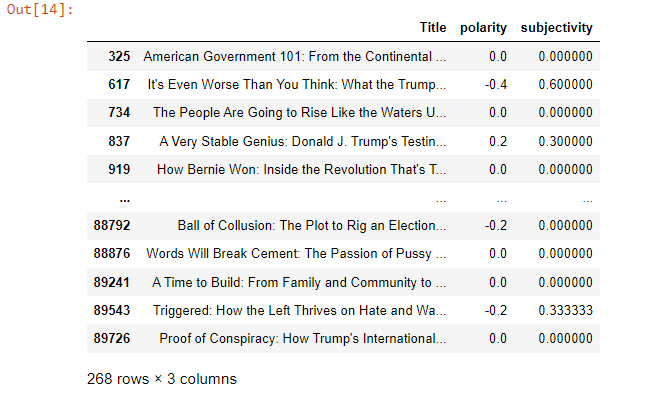 Out[14]:
Title polarity subjectivity
325 American Government 101: From the Continental ... 0.0 0.000000
617 It's Even Worse Than You Think: What the Trump... -0.4 0.600000
734 The People Are Going to Rise Like the Waters U... 0.0 0.000000
837 A Very Stable Genius: Donald J. Trump's Testin... 0.2 0.300000
919 How Bernie Won: Inside the Revolution That's T... 0.0 0.000000
... ... ... ...
88792 Ball of Collusion: The Plot to Rig an Election... -0.2 0.000000
88876 Words Will Break Cement: The Passion of Pussy ... 0.0 0.000000
89241 A Time to Build: From Family and Community to ... 0.0 0.000000
89543 Triggered: How the Left Thrives on Hate and Wa... -0.2 0.333333
89726 Proof of Conspiracy: How Trump's International... 0.0 0.000000
268 rows × 3 columns